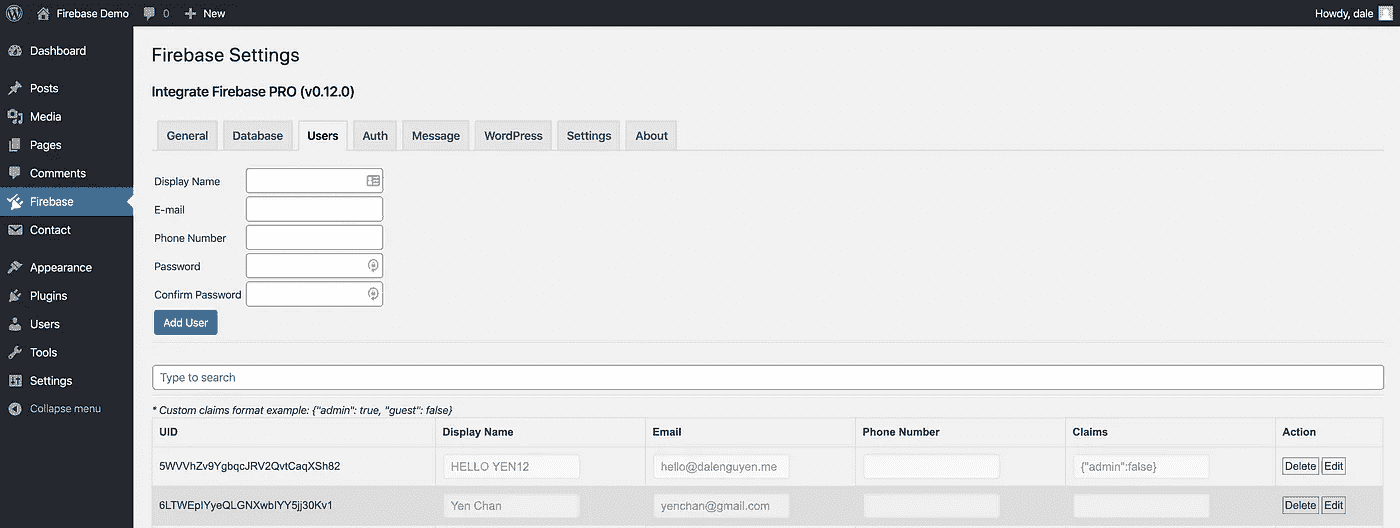 Firebase Demo 0 New Howdy, dale
Dashboard
Posts
Media
Pages
Comments
Firebase
Contact
Appearance
Plugins
Users
Tools
Settings
Collapse menu
Firebase Settings
Integrate Firebase PRO (v0.12.0)
General Database Users Auth Message WordPress Settings About
Display Name
E-mail
Phone Number
Password
Confirm Password
Add User
Type to search
* Custom claims format example: {"admin": true, "guest": false}
UID Display Name Email Phone Number Claims Action
5WVVhZv9YgbqcJRV2QvtCaqXSh82 HELLO YEN12 hello@dalenguyen.me {"admin":false} Delete Edit
6LTWEpIYyeQLGNXwbIYY5jj30Kv1 Yen Chan yenchan@gmail.com Delete Edit